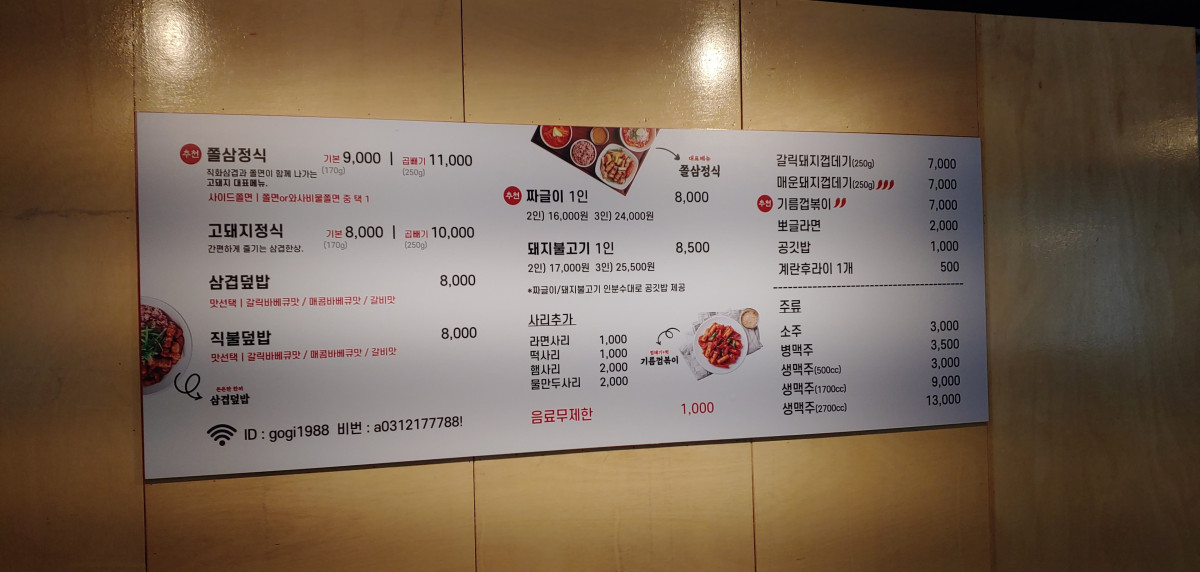 추천 쫄삼정식 기본 9,000 | 곱빼기 11,000
(170g) (250g)
직화삼겹과 쫄면이 함께 나가는
고돼지 대표메뉴.
사이드쫄면 | 쫄면or와사비물쫄면 중 택 1
고돼지정식 기본 8,000 | 곱빼기 10,000
(170g) (250g)
간편하게 즐기는 삼겹한상.
삼겹덮밥 8,000
맛선택 | 갈릭바베큐맛 / 매콤바베큐맛 / 갈비맛
직불덮밥 8,000
맛선택 | 갈릭바베큐맛 / 매콤바베큐맛 / 갈비맛
든든한 한끼
삼겹덮밥
ID : gogi1988 비번 : a0312177788!
대표메뉴
쫄삼정식
추천 짜글이 1인 8,000
2인) 16,000원 3인) 24,000원
돼지불고기 1인 8,500
2인) 17,000원 3인) 25,500원
*짜글이/돼지불고기 인분수대로 공깃밥 제공
사리추가
라면사리 1,000
떡사리 1,000
햄사리 2,000
물만두사리 2,000
기름껍볶이
음료무제한 1,000
갈릭돼지껍데기(250g) 7,000
매운돼지껍데기(250g) 7,000
추천 기름껍볶이 7,000
뽀글라면 2,000
공깃밥 1,000
계란후라이 1개 500
주류
소주 3,000
병맥주 3,500
생맥주(500cc) 3,000
생맥주(1700cc) 9,000
생맥주(2700cc) 13,000